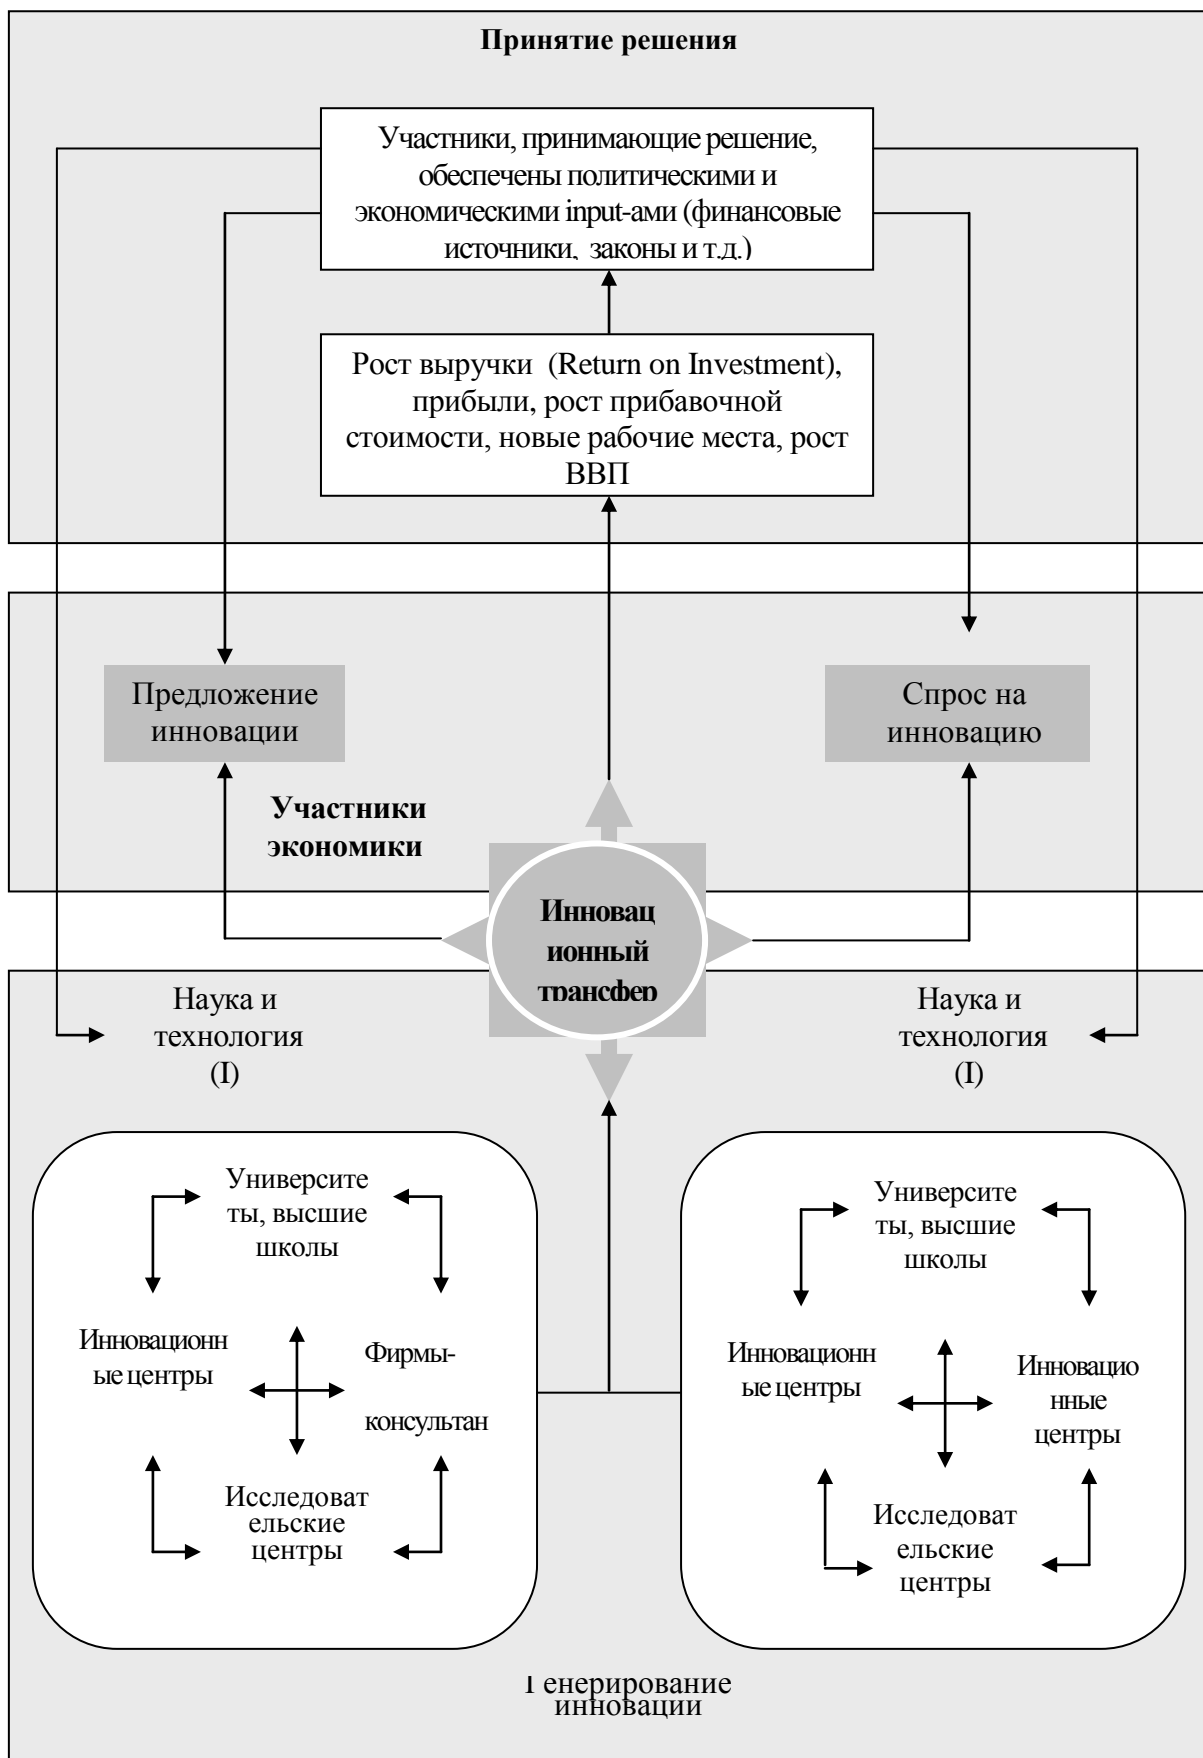 Принятие решения
Участники, принимающие решение,
обеспечены политическими и
экономическими input-ами (финансовые
источники, законы и т.д.)
Рост выручки (Return on Investment),
прибыли, рост прибавочной
стоимости, новые рабочие места, рост
ВВП
Предложение
инновации
Спрос на
инновацию
Участники
экономики
Инновац
ионный
трансфер
Наука и
технология
(I)
Наука и
технология
(I)
Университе
ты, высшие
школы
Инновационн
ые центры
Фирмы-
консультан
Исследоват
ельские
центры
Университе
ты, высшие
школы
Инновационн
ые центры
Инновацио
нные
центры
Исследоват
ельские
центры
Генерирование
инновации